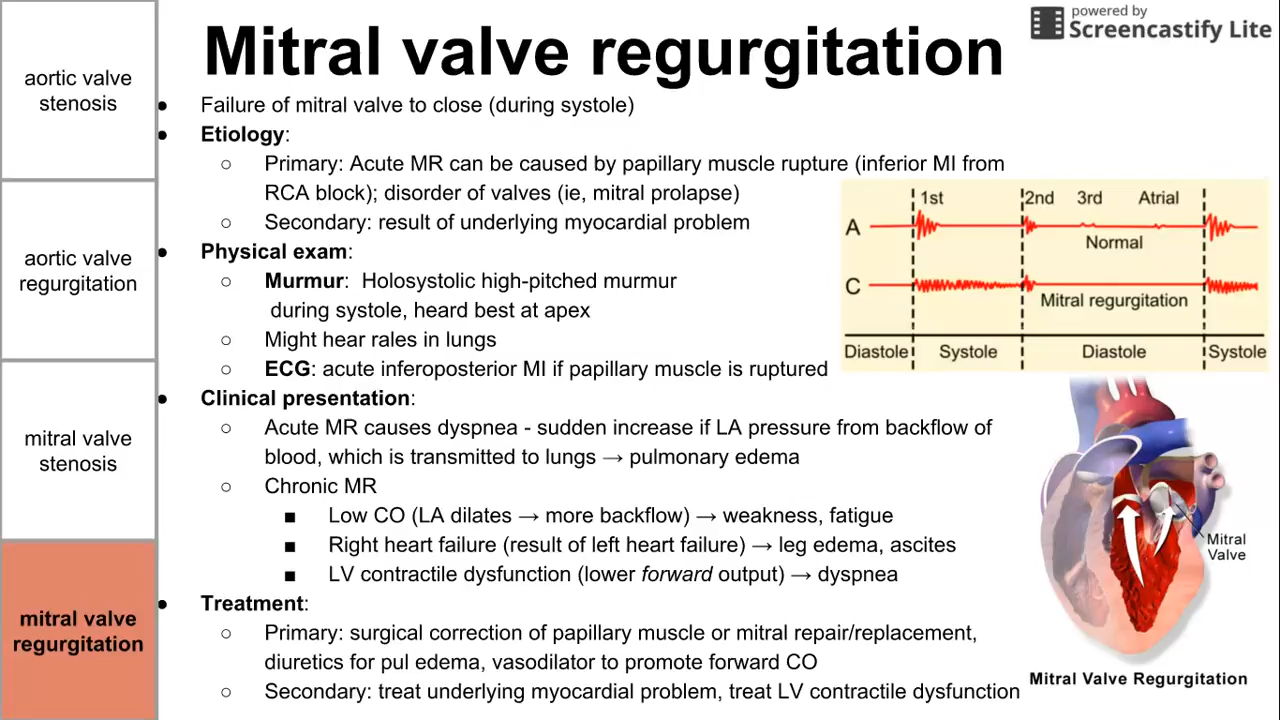 powered by
Screencastify Lite
Mitral valve regurgitation
aortic valve
stenosis
aortic valve
regurgitation
mitral valve
stenosis
mitral valve
regurgitation
● Failure of mitral valve to close (during systole)
● Etiology:
○ Primary: Acute MR can be caused by papillary muscle rupture (inferior MI from
RCA block); disorder of valves (ie, mitral prolapse)
○ Secondary: result of underlying myocardial problem
● Physical exam:
○ Murmur: Holosystolic high-pitched murmur
during systole, heard best at apex
○ Might hear rales in lungs
○ ECG: acute inferoposterior MI if papillary muscle is ruptured
● Clinical presentation:
○ Acute MR causes dyspnea - sudden increase if LA pressure from backflow of
blood, which is transmitted to lungs → pulmonary edema
○ Chronic MR
■ Low CO (LA dilates → more backflow) → weakness, fatigue
■ Right heart failure (result of left heart failure) → leg edema, ascites
■ LV contractile dysfunction (lower forward output) → dyspnea
● Treatment:
○ Primary: surgical correction of papillary muscle or mitral repair/replacement,
diuretics for pul edema, vasodilator to promote forward CO
○ Secondary: treat underlying myocardial problem, treat LV contractile dysfunction
1st 2nd 3rd Atrial
A
Normal
C
Mitral regurgitation
Diastole Systole Diastole Systole
Mitral
Valve
Mitral Valve Regurgitation